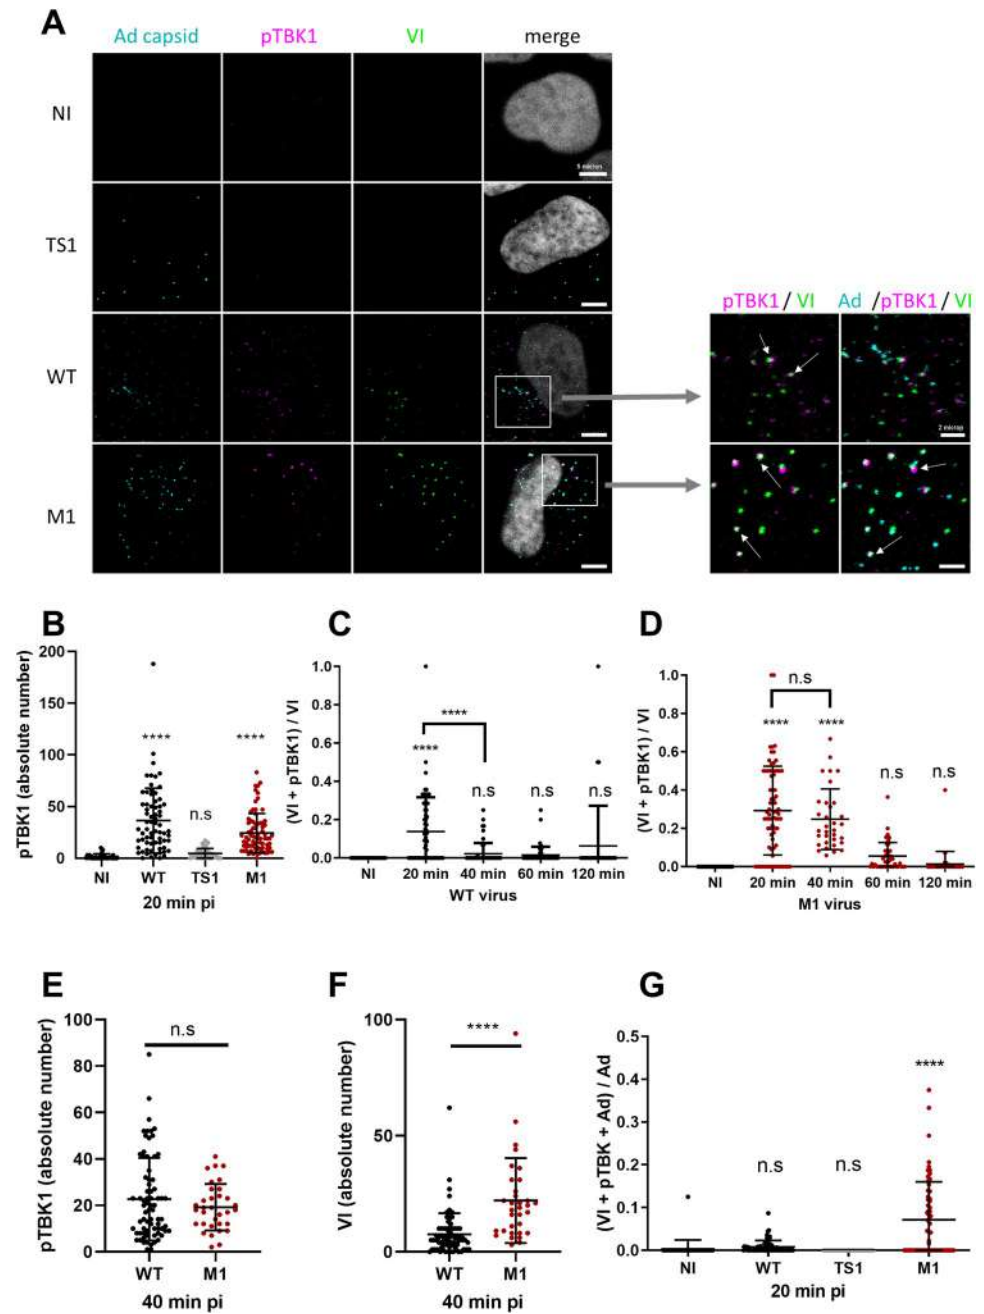 A
Ad capsid pTBK1 VI merge
NI
5 micron
TS1
pTBK1 / VI Ad /pTBK1 / VI
WT
2 micron
M1
B
pTBK1 (absolute number)
200
150
100
50
0
**** n.s ****
NI WT TS1 M1
20 min pi
C
(VI + pTBK1) / VI
1.0
0.8
0.6
0.4
0.2
0.0
****
**** n.s n.s n.s
NI 20 min 40 min 60 min 120 min
WT virus
D
(VI + pTBK1) / VI
1.0
0.8
0.6
0.4
0.2
0.0
n.s
**** **** n.s n.s
NI 20 min 40 min 60 min 120 min
M1 virus
E
pTBK1 (absolute number)
100
80
60
40
20
0
n.s
WT M1
40 min pi
F
VI (absolute number)
100
50
0
****
WT M1
40 min pi
G
(VI + pTBK + Ad) / Ad
0.5
0.4
0.3
0.2
0.1
0.0
n.s n.s ****
NI WT TS1 M1
20 min pi